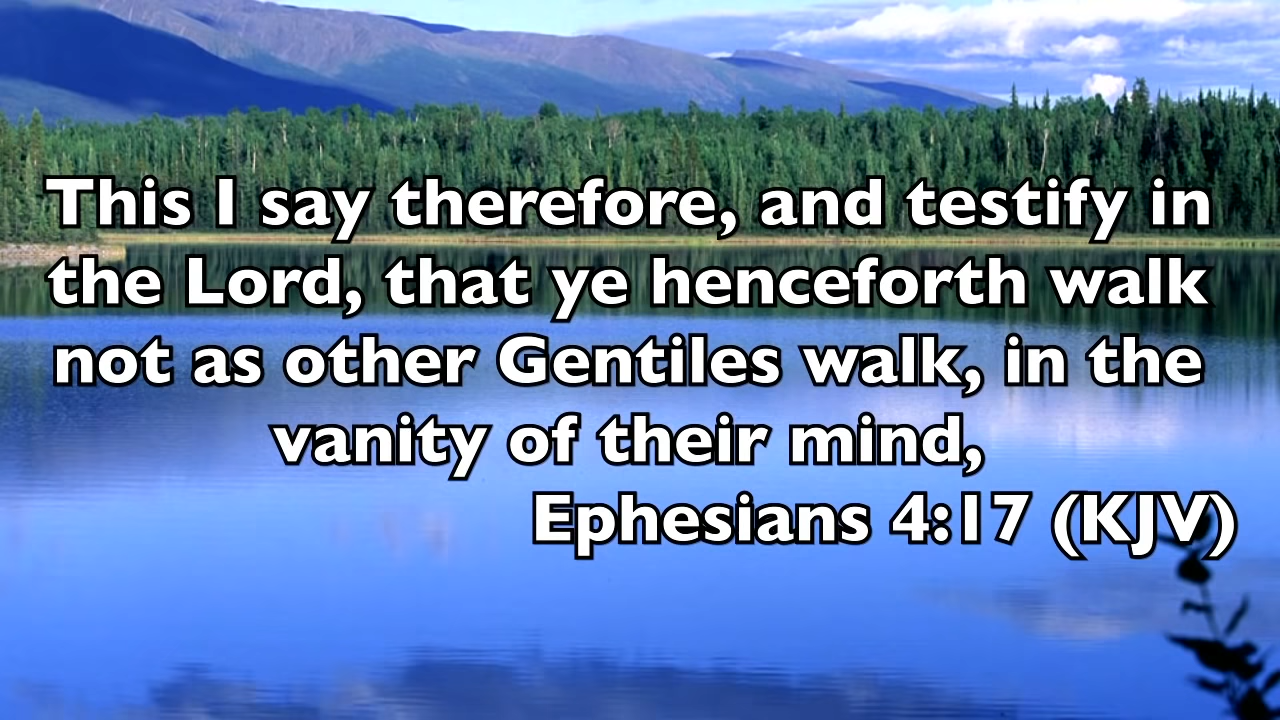 This I say therefore, and testify in
the Lord, that ye henceforth walk
not as other Gentiles walk, in the
vanity of their mind,
Ephesians 4:17 (KJV)